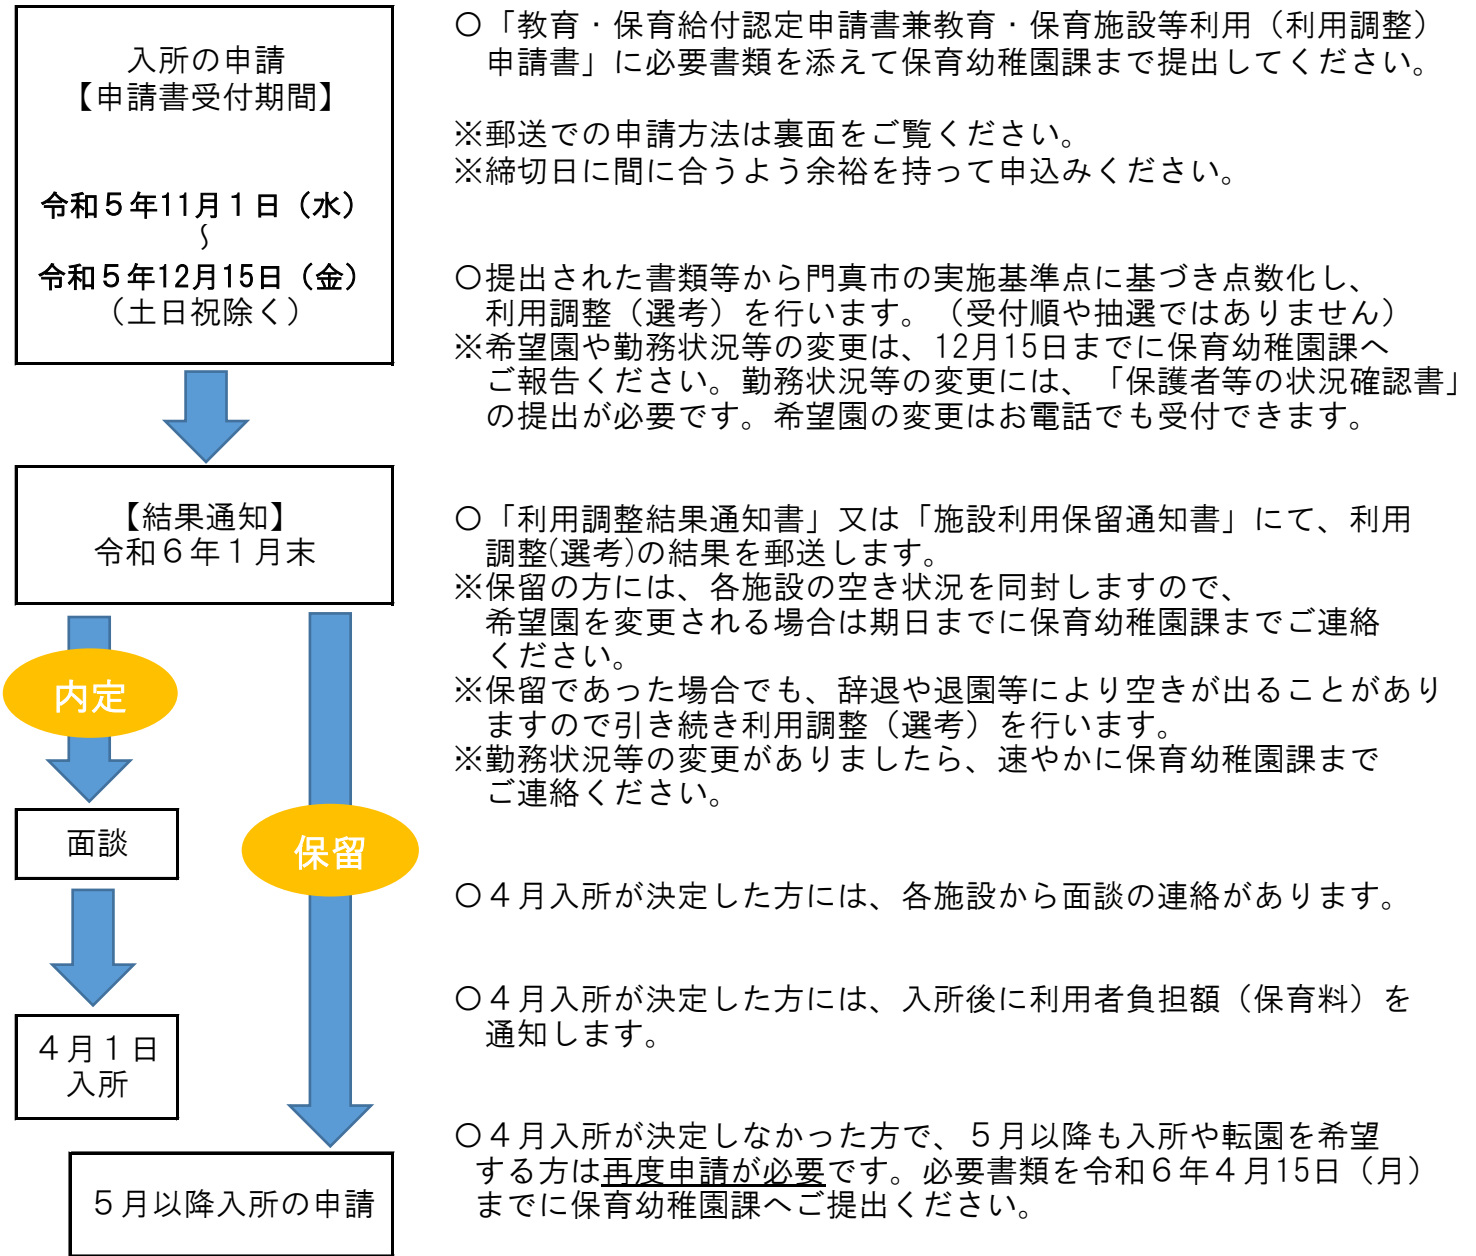 入所の申請
【申請書受付期間】
令和５年11月１日（水）
～
令和５年12月15日（金）
（土日祝除く）
〇「教育・保育給付認定申請書兼教育・保育施設等利用（利用調整）
申請書」に必要書類を添えて保育幼稚園課まで提出してください。
※郵送での申請方法は裏面をご覧ください。
※締切日に間に合うよう余裕を持って申込みください。
〇提出された書類等から門真市の実施基準点に基づき点数化し、
利用調整（選考）を行います。（受付順や抽選ではありません）
※希望園や勤務状況等の変更は、12月15日までに保育幼稚園課へ
ご報告ください。勤務状況等の変更には、「保護者等の状況確認書」
の提出が必要です。希望園の変更はお電話でも受付できます。
【結果通知】
令和６年１月末
〇「利用調整結果通知書」又は「施設利用保留通知書」にて、利用
調整(選考)の結果を郵送します。
※保留の方には、各施設の空き状況を同封しますので、
希望園を変更される場合は期日までに保育幼稚園課までご連絡
ください。
※保留であった場合でも、辞退や退園等により空きが出ることがあり
ますので引き続き利用調整（選考）を行います。
※勤務状況等の変更がありましたら、速やかに保育幼稚園課まで
ご連絡ください。
内定
保留
面談
〇４月入所が決定した方には、各施設から面談の連絡があります。
４月１日
入所
〇４月入所が決定した方には、入所後に利用者負担額（保育料）を
通知します。
５月以降入所の申請
〇４月入所が決定しなかった方で、５月以降も入所や転園を希望
する方は再度申請が必要です。必要書類を令和６年４月15日（月）
までに保育幼稚園課へご提出ください。